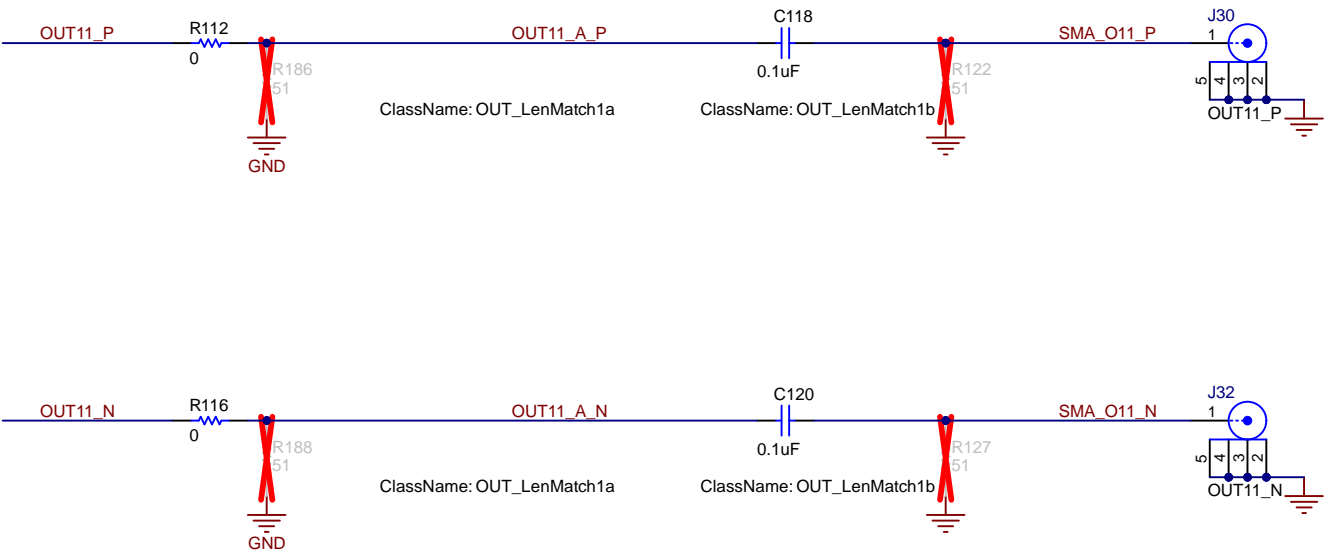 OUT11_P
R112
0
R186
51
GND
OUT11_A_P
ClassName: OUT_LenMatch1a
C118
0.1uF
ClassName: OUT_LenMatch1b
R122
51
SMA_O11_P
J30
1
5
4
3
2
OUT11_P
OUT11_N
R116
0
R188
51
GND
OUT11_A_N
ClassName: OUT_LenMatch1a
C120
0.1uF
ClassName: OUT_LenMatch1b
R127
51
SMA_O11_N
J32
1
5
4
3
2
OUT11_N